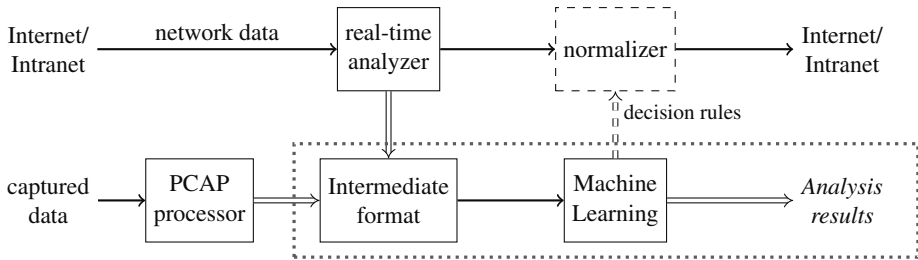 Internet/
Intranet
network data
real-time
analyzer
normalizer
Internet/
Intranet
decision rules
captured
data
PCAP
processor
Intermediate
format
Machine
Learning
Analysis
results